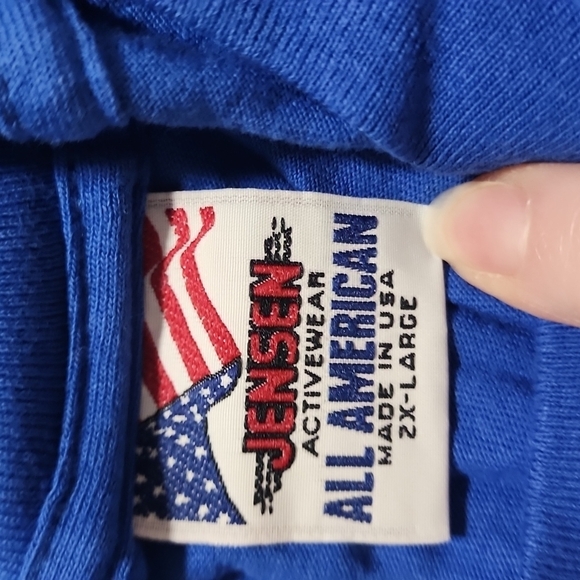 JENSEN
ACTIVEWEAR
ALL AMERICAN
MADE IN USA
2X-LARGE